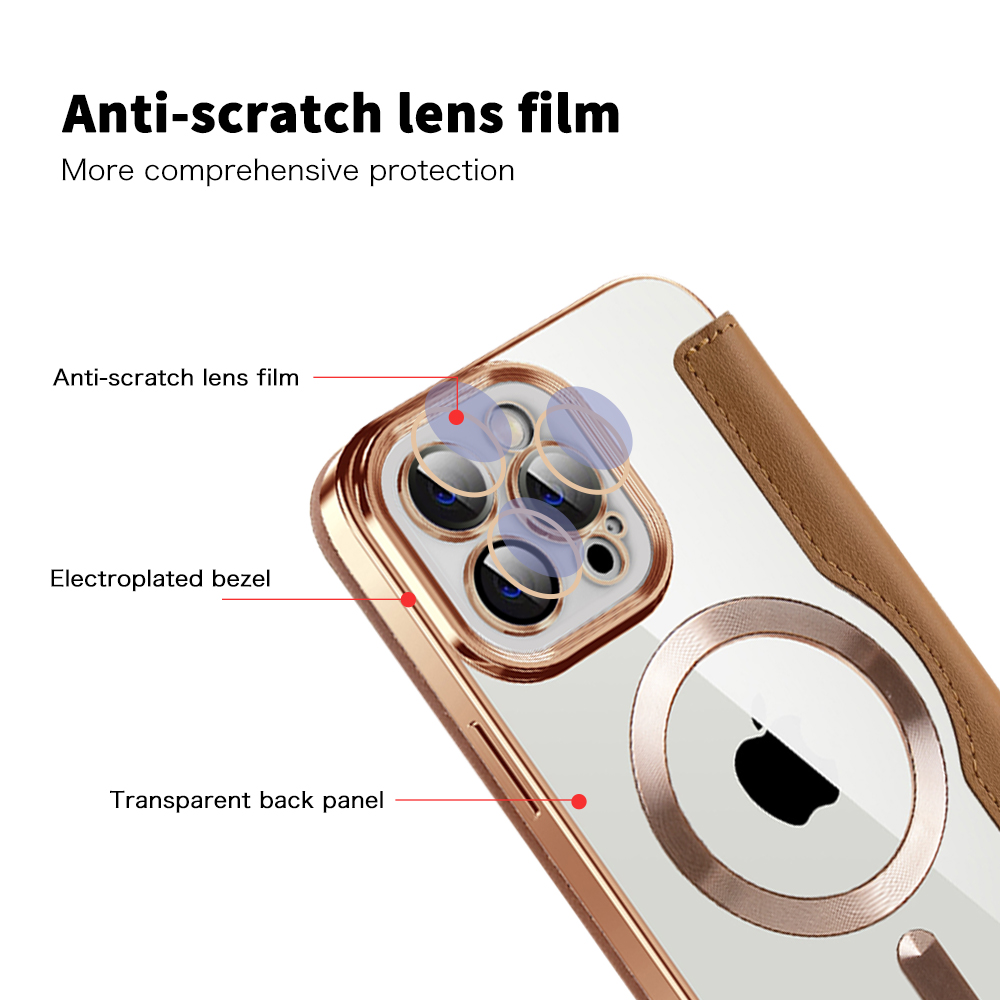 Anti-scratch lens film
More comprehensive protection
Anti-scratch lens film
Electroplated bezel
Transparent back panel